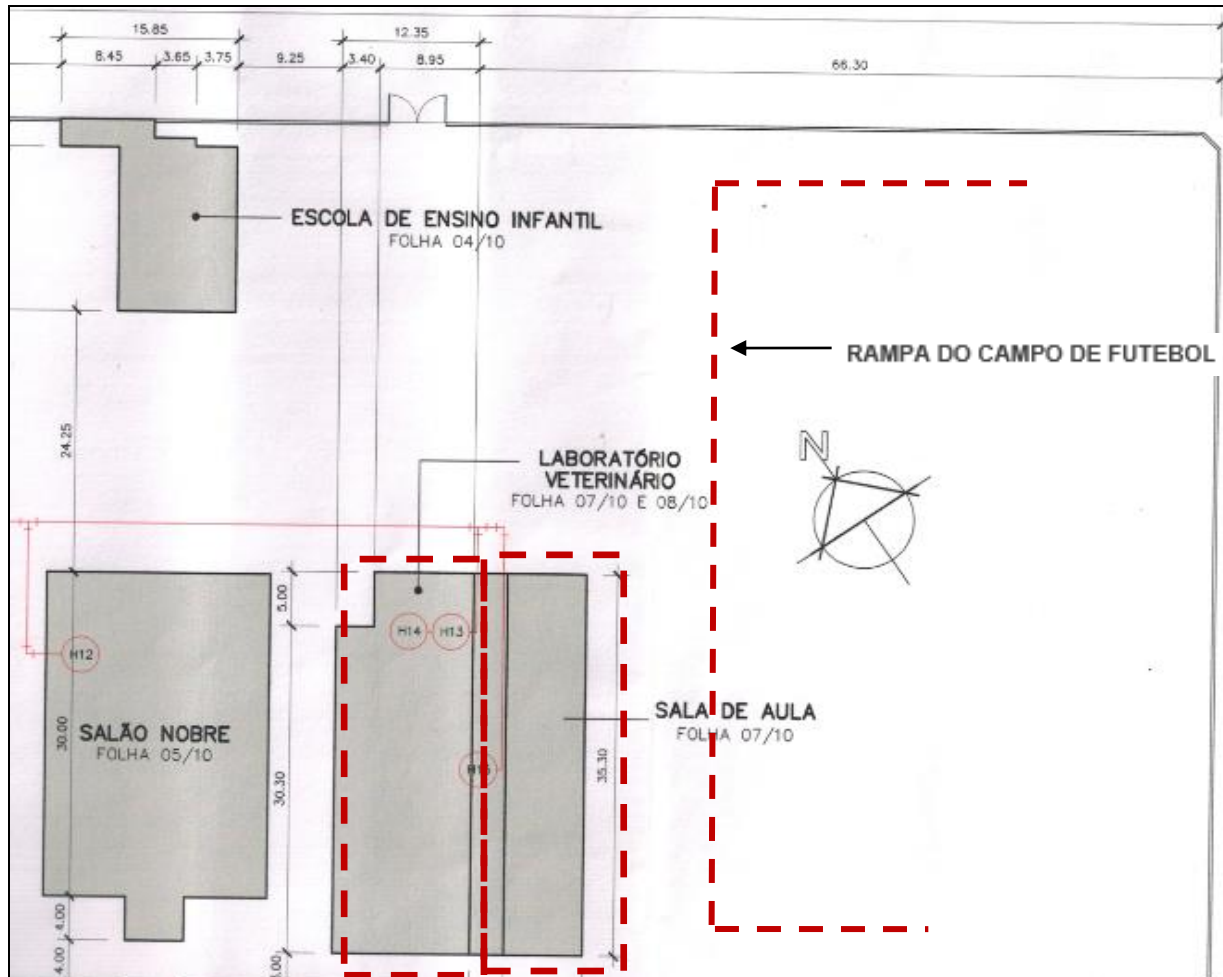 15.85
12.35
8.45
3.65
3.75
9.25
3.40
8.95
66.30
ESCOLA DE ENSINO INFANTIL
FOLHA 04/10
RAMPA DO CAMPO DE FUTEBOL
24.25
N
LABORATÓRIO
VETERINÁRIO
FOLHA 07/10 E 08/10
5.00
H14
H13
H12
SALÃO NOBRE
FOLHA 05/10
30.00
SALA DE AULA
FOLHA 07/10
35.30
30.30
4.00
4.00